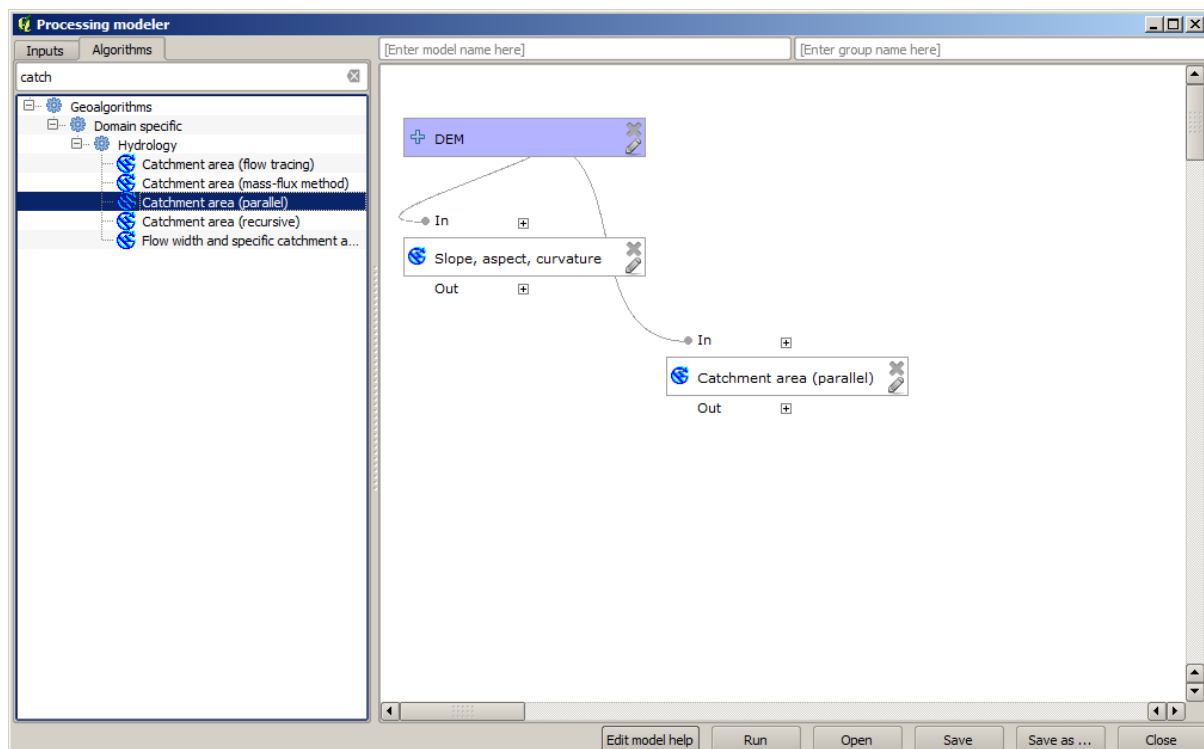 Processing modeler
Inputs Algorithms
[Enter model name here] [Enter group name here]
catch
Geoalgorithms
Domain specific
Hydrology
Catchment area (flow tracing)
Catchment area (mass-flux method)
Catchment area (parallel)
Catchment area (recursive)
Flow width and specific catchment a...
DEM
In
Slope, aspect, curvature
Out
In
Catchment area (parallel)
Out
Edit model help Run Open Save Save as ... Close